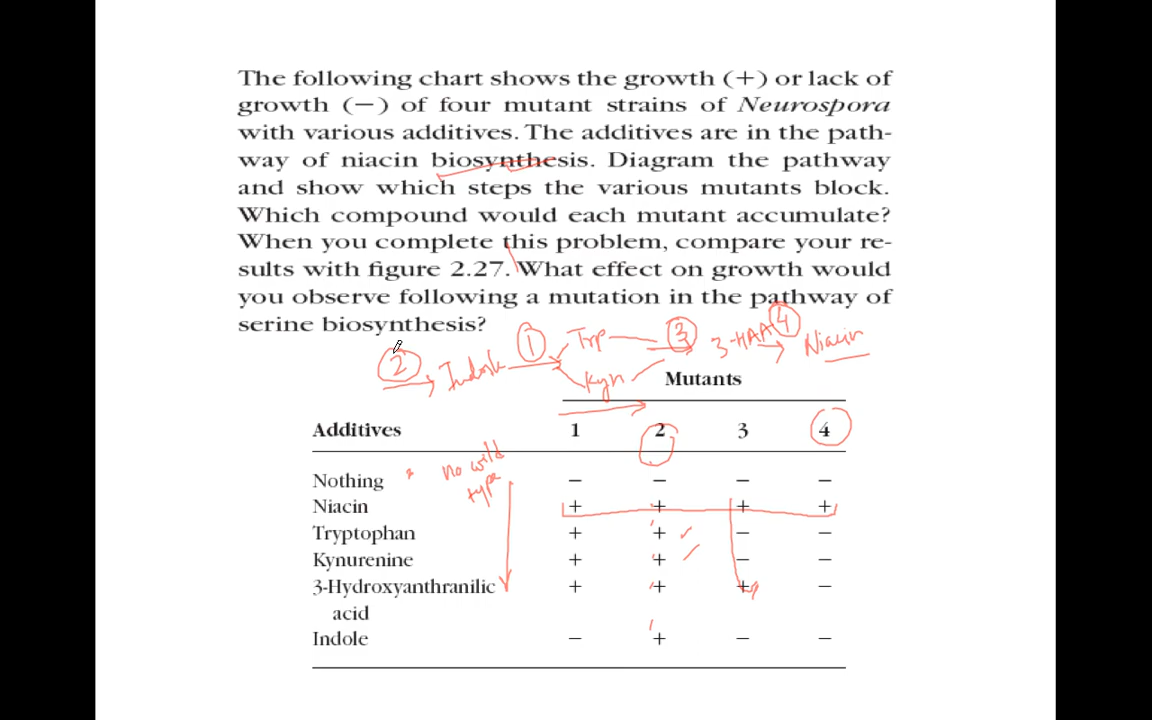 The following chart shows the growth (+) or lack of
growth (−) of four mutant strains of Neurospora
with various additives. The additives are in the path-
way of niacin biosynthesis. Diagram the pathway
and show which steps the various mutants block.
Which compound would each mutant accumulate?
When you complete this problem, compare your re-
sults with figure 2.27. What effect on growth would
you observe following a mutation in the pathway of
serine biosynthesis?
2 Indole 1 Trp 3 3-HAA 4 Niacin
Kyn
Mutants
Additives 1 2 3 4
no wild
type
Nothing − − − −
Niacin + + + +
Tryptophan + + − −
Kynurenine + + − −
3-Hydroxyanthranilic + + + −
acid
Indole − + − −